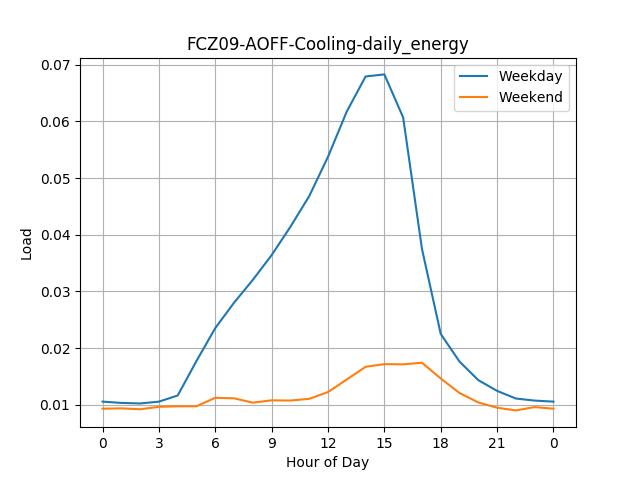 FCZ09-AOFF-Cooling-daily_energy
0.07
0.06
0.05
0.04
0.03
0.02
0.01
Load
Weekday
Weekend
0 3 6 9 12 15 18 21 0
Hour of Day